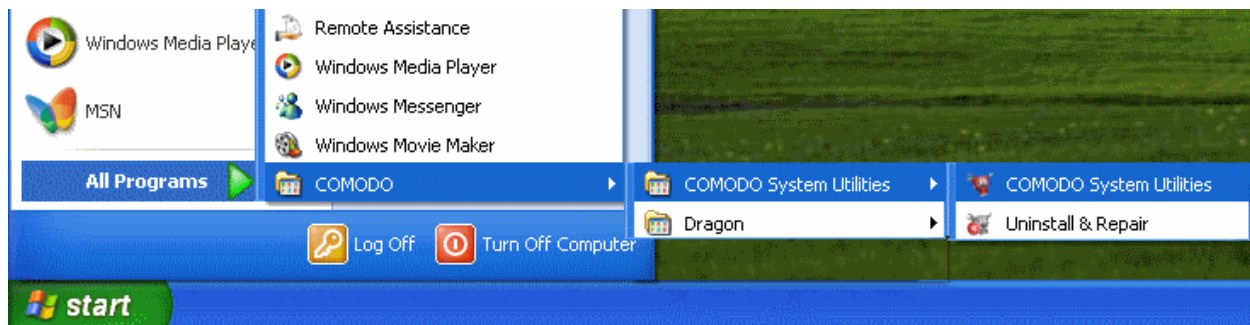 Windows Media Playe
MSN
All Programs
Remote Assistance
Windows Media Player
Windows Messenger
Windows Movie Maker
COMODO
COMODO System Utilities
Dragon
COMODO System Utilities
Uninstall & Repair
Log Off
Turn Off Computer
start